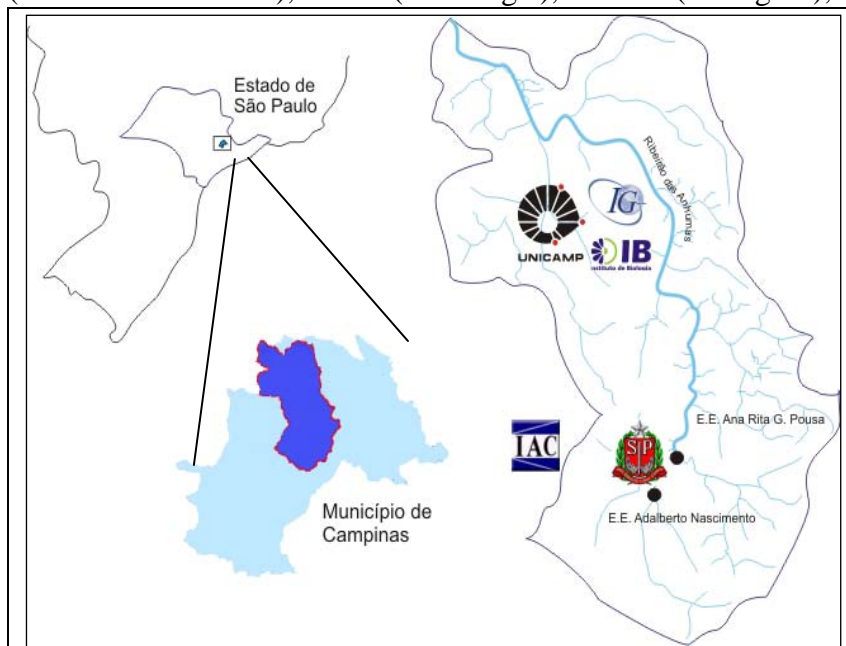 Estado de
São Paulo
Ribeirão das Anhumas
IG
UNICAMP
IB
Instituto de Biologia
Município de
Campinas
IAC
SP
E.E. Ana Rita G. Pousa
E.E. Adalberto Nascimento